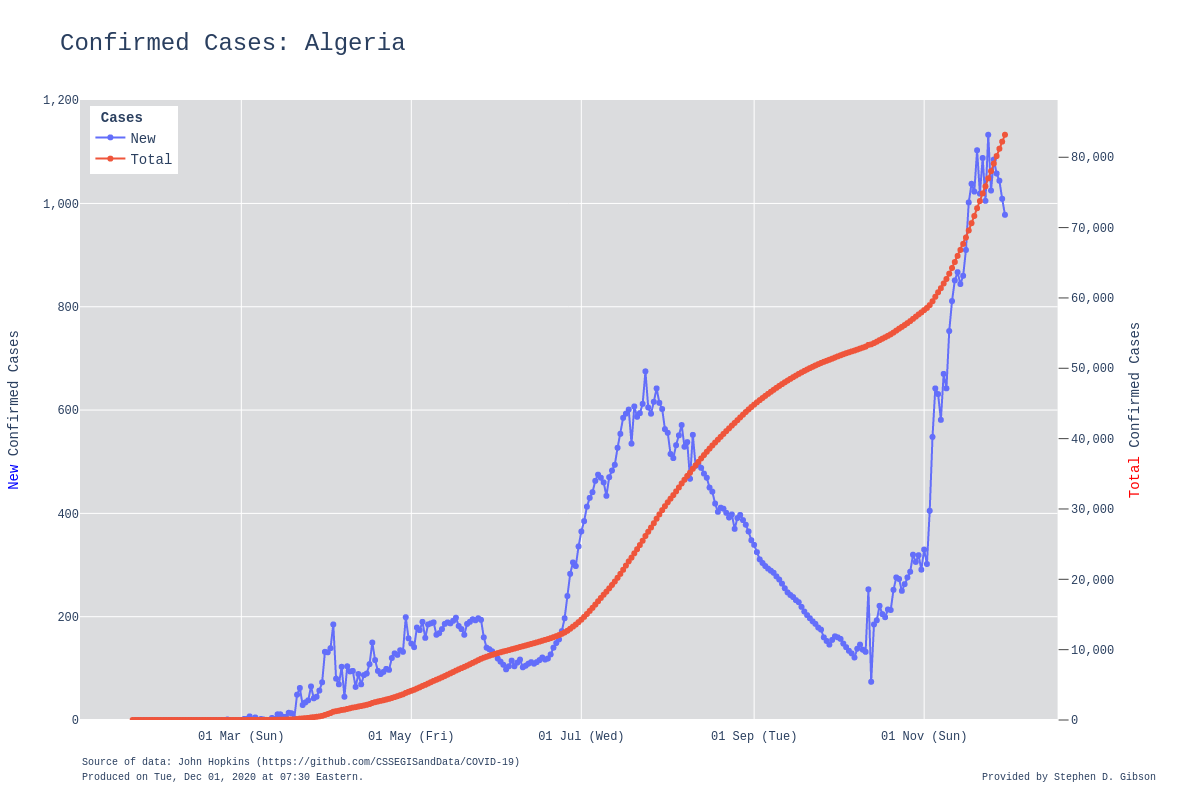 Confirmed Cases: Algeria
Cases
New
Total
1,200
1,000
800
600
400
200
0
New Confirmed Cases
80,000
70,000
60,000
50,000
40,000
30,000
20,000
10,000
0
Total Confirmed Cases
01 Mar (Sun)
01 May (Fri)
01 Jul (Wed)
01 Sep (Tue)
01 Nov (Sun)
Source of data: John Hopkins (https://github.com/CSSEGISandData/COVID-19)
Produced on Tue, Dec 01, 2020 at 07:30 Eastern.
Provided by Stephen D. Gibson